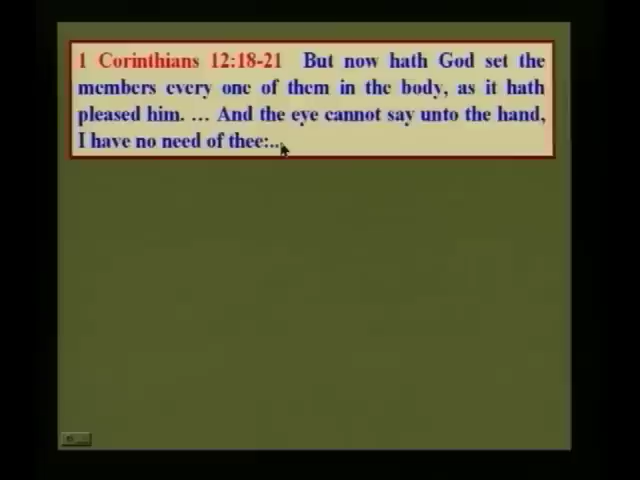 1 Corinthians 12:18-21 But now hath God set the
members every one of them in the body, as it hath
pleased him. ... And the eye cannot say unto the hand,
I have no need of thee:...